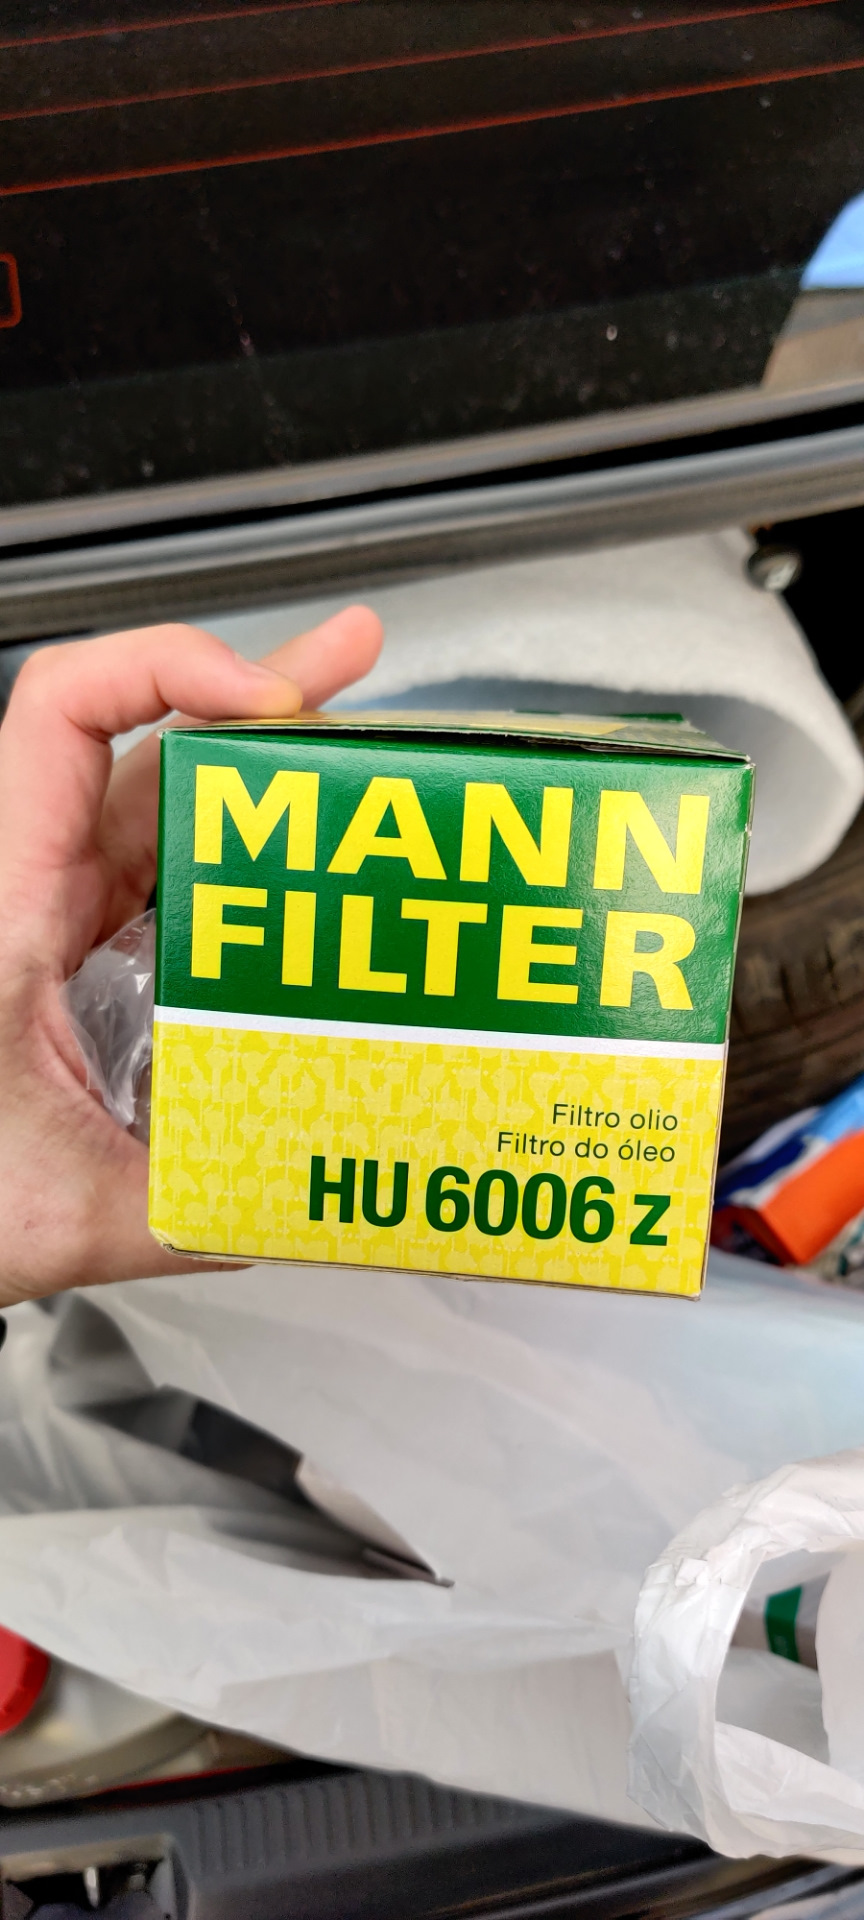 MANN
FILTER
Filtro olio
Filtro do óleo
HU 6006 z